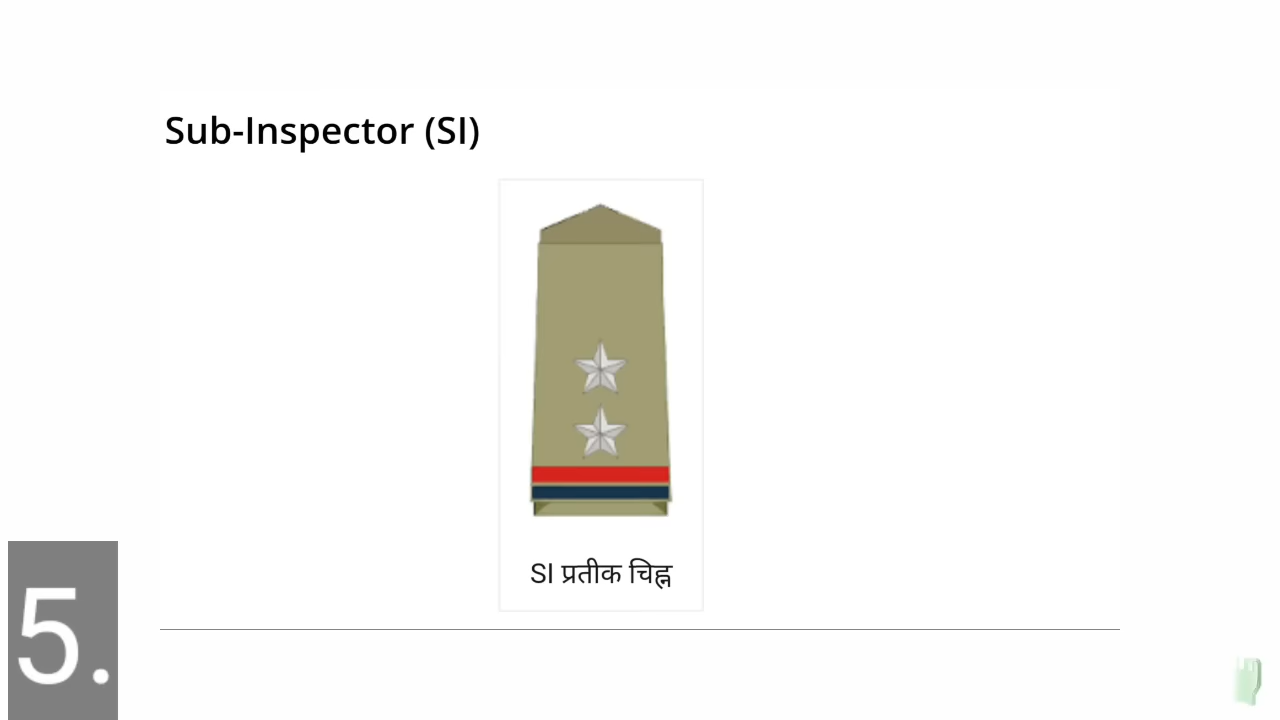 Sub-Inspector (SI)
SI प्रतीक चिह्न
5.